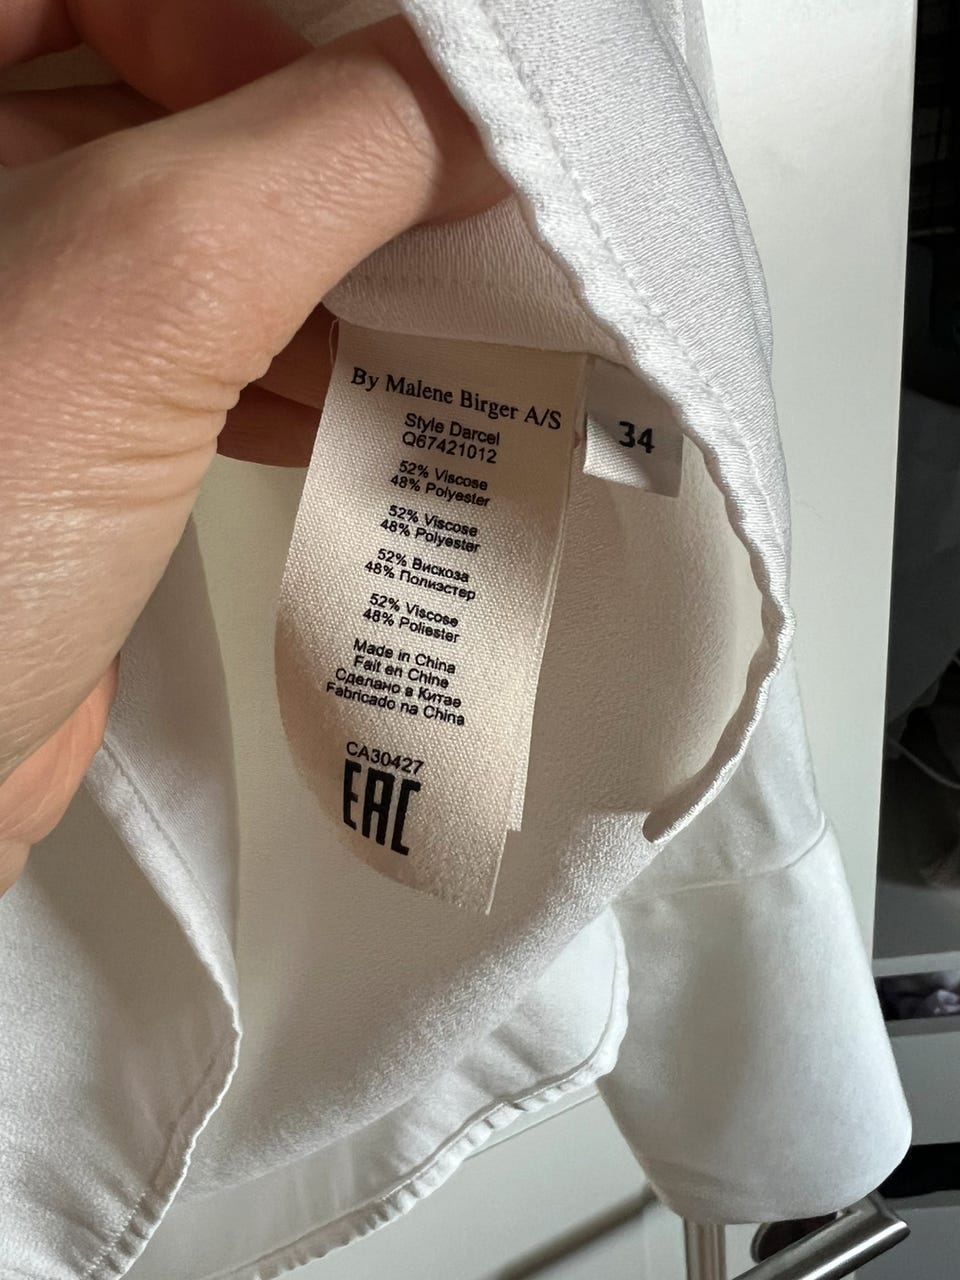 By Malene Birger A/S
34
Style Darcel
Q67421012
52% Viscose
48% Polyester
52% Viscose
48% Polyester
52% Вискоза
48% Полиэстер
52% Viscose
48% Poliester
Made in China
Fait en Chine
Сделано в Китае
Fabricado na China
CA30427
EAC